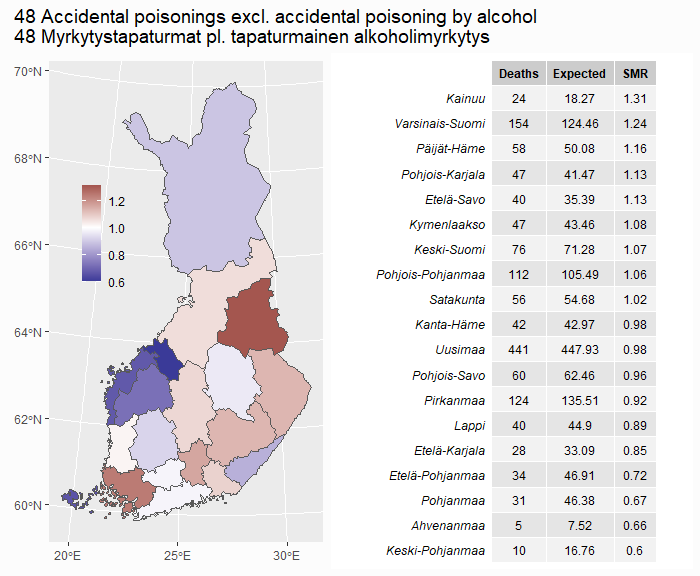 48 Accidental poisonings excl. accidental poisoning by alcohol
48 Myrkytystapaturmat pl. tapaturmainen alkoholimyrkytys
70°N
68°N
66°N
64°N
62°N
60°N
20°E
25°E
30°E
1.2
1.0
0.8
0.6
Deaths Expected SMR
Kainuu 24 18.27 1.31
Varsinais-Suomi 154 124.46 1.24
Päijät-Häme 58 50.08 1.16
Pohjois-Karjala 47 41.47 1.13
Etelä-Savo 40 35.39 1.13
Kymenlaakso 47 43.46 1.08
Keski-Suomi 76 71.28 1.07
Pohjois-Pohjanmaa 112 105.49 1.06
Satakunta 56 54.68 1.02
Kanta-Häme 42 42.97 0.98
Uusimaa 441 447.93 0.98
Pohjois-Savo 60 62.46 0.96
Pirkanmaa 124 135.51 0.92
Lappi 40 44.9 0.89
Etelä-Karjala 28 33.09 0.85
Etelä-Pohjanmaa 34 46.91 0.72
Pohjanmaa 31 46.38 0.67
Ahvenanmaa 5 7.52 0.66
Keski-Pohjanmaa 10 16.76 0.6